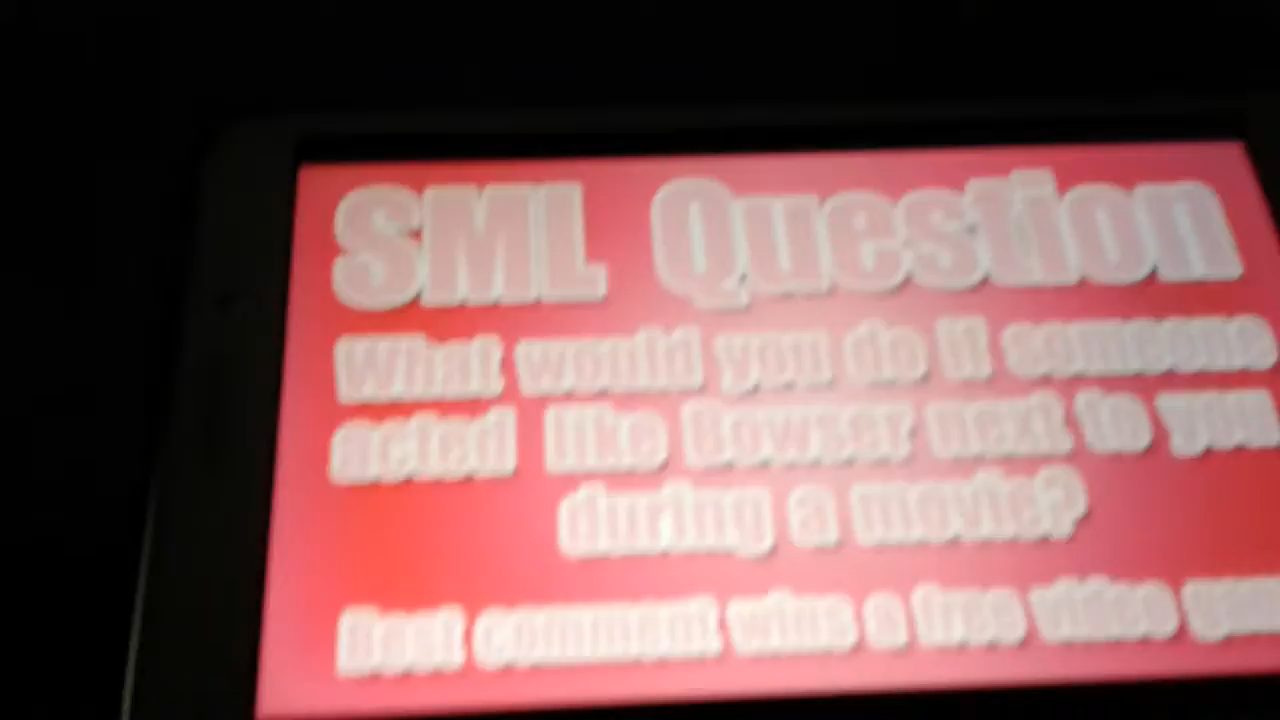 SML Question
What would you do if someone
acted like Bowser next to you
during a movie?
Best comment wins a free video